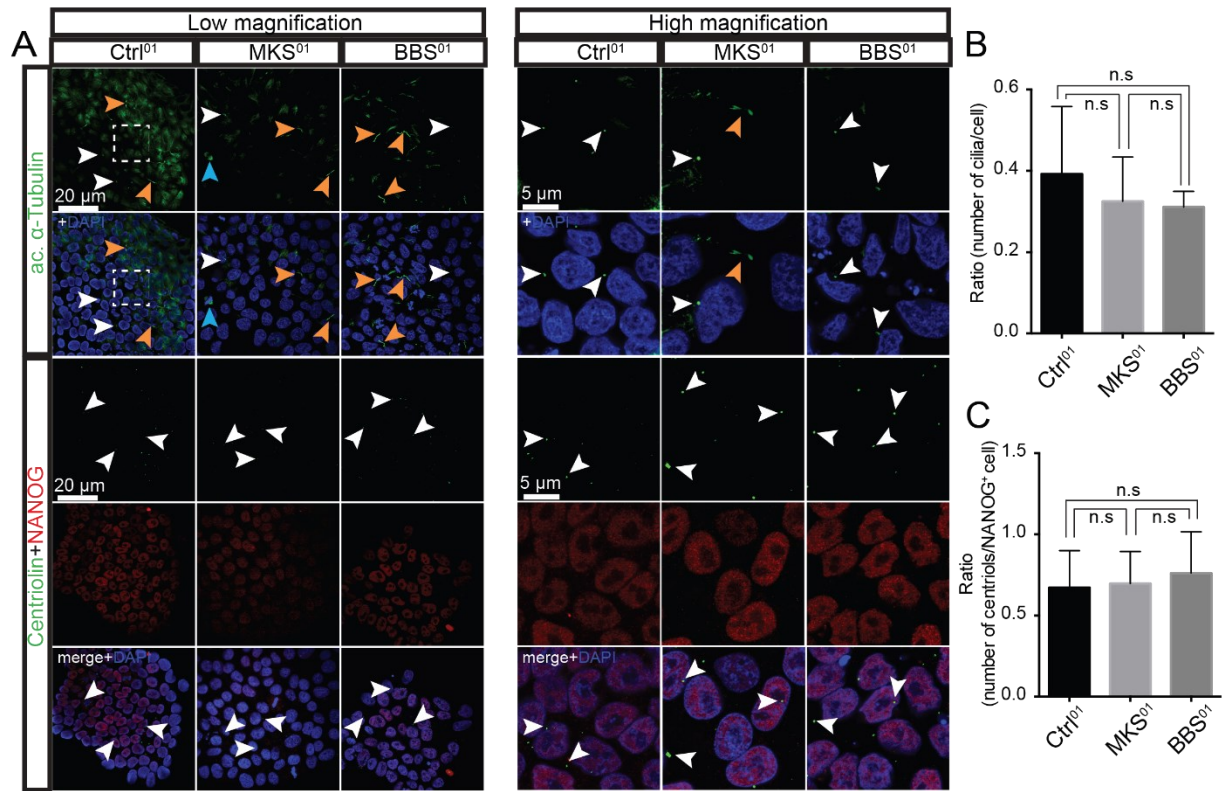 A
Low magnification
Ctrl⁰¹ MKS⁰¹ BBS⁰¹
High magnification
Ctrl⁰¹ MKS⁰¹ BBS⁰¹
ac. α-Tubulin
20 µm
5 µm
+DAPI
+DAPI
Centriolin+NANOG
20 µm
5 µm
merge+DAPI
merge+DAPI
B
Ratio (number of cilia/cell)
0.6
0.4
0.2
0.0
n.s
n.s
n.s
Ctrl⁰¹ MKS⁰¹ BBS⁰¹
C
Ratio
(number of centriols/NANOG⁺ cell)
1.5
1.0
0.5
0.0
n.s
n.s
n.s
Ctrl⁰¹ MKS⁰¹ BBS⁰¹